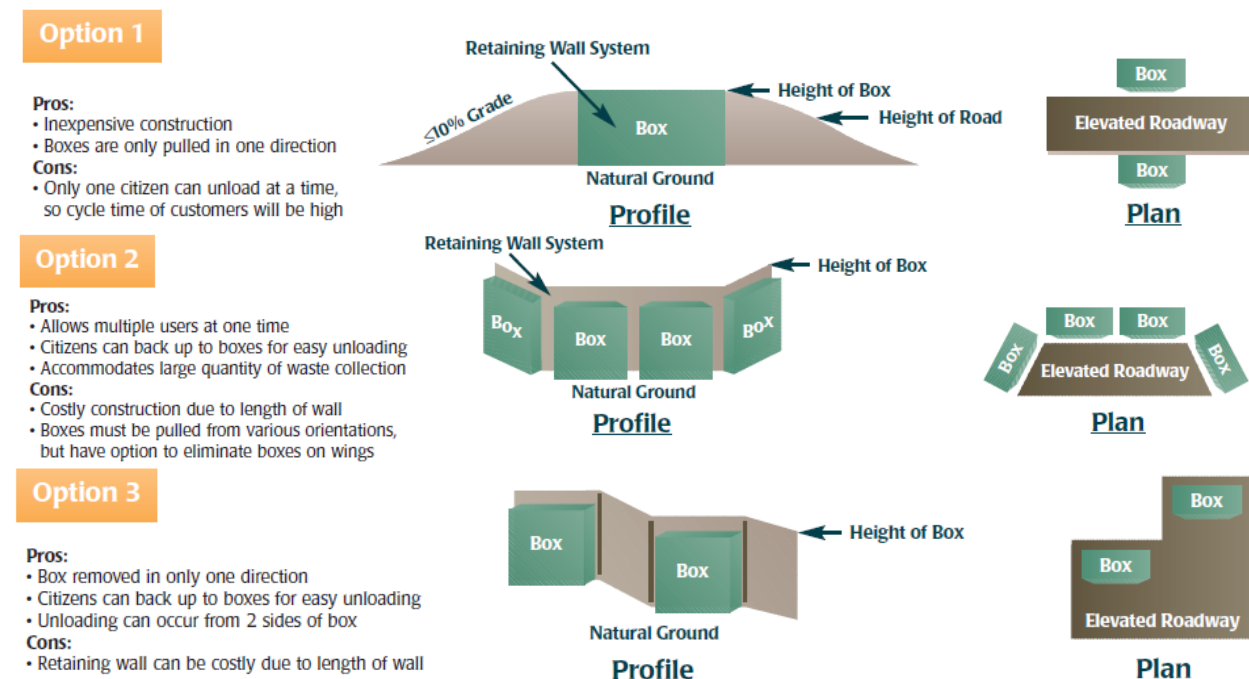 Option 1
Pros:
• Inexpensive construction
• Boxes are only pulled in one direction
Cons:
• Only one citizen can unload at a time,
so cycle time of customers will be high
Retaining Wall System
≤10% Grade
Box
Height of Box
Height of Road
Natural Ground
Profile
Box
Elevated Roadway
Box
Plan
Option 2
Pros:
• Allows multiple users at one time
• Citizens can back up to boxes for easy unloading
• Accommodates large quantity of waste collection
Cons:
• Costly construction due to length of wall
• Boxes must be pulled from various orientations,
but have option to eliminate boxes on wings
Retaining Wall System
Height of Box
Box
Box
Box
Box
Natural Ground
Profile
Box
Box
Box
Box
Elevated Roadway
Plan
Option 3
Pros:
• Box removed in only one direction
• Citizens can back up to boxes for easy unloading
• Unloading can occur from 2 sides of box
Cons:
• Retaining wall can be costly due to length of wall
Box
Box
Height of Box
Natural Ground
Profile
Box
Box
Elevated Roadway
Plan